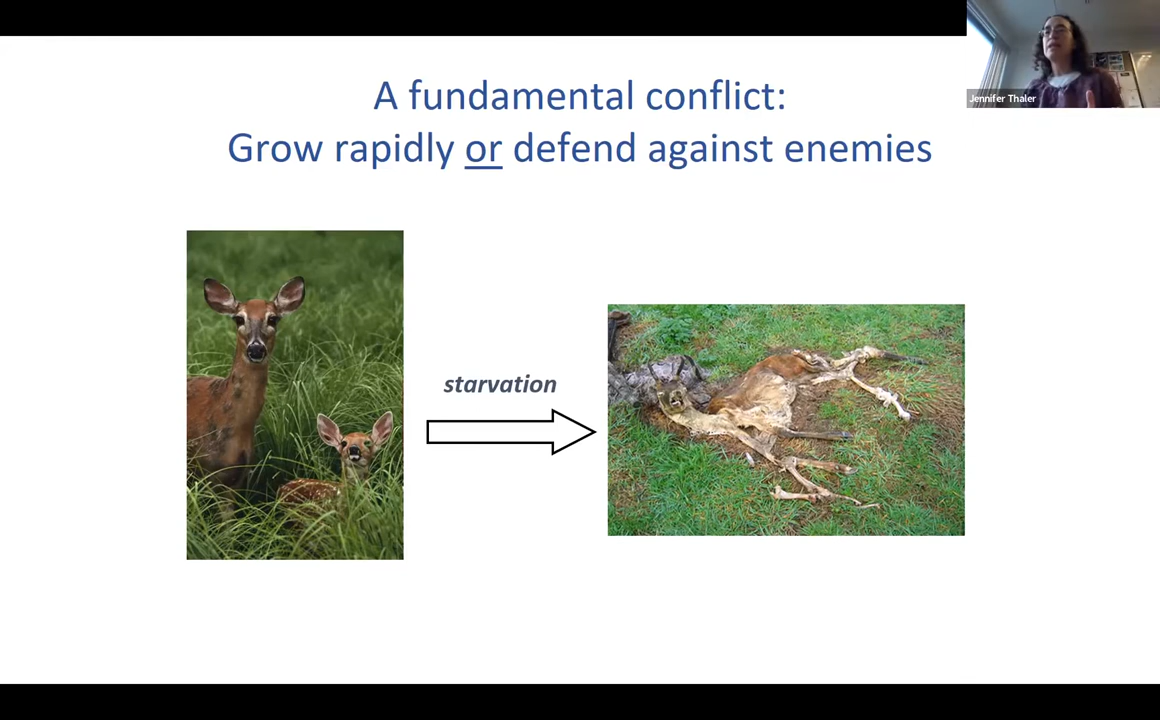 A fundamental conflict:
Grow rapidly or defend against enemies
Jennifer Thaler
starvation